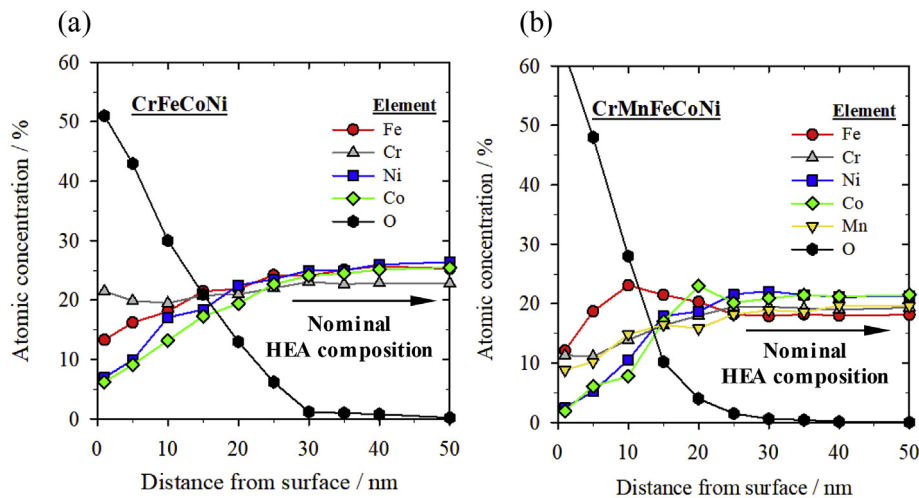 (a)
60
50
40
30
20
10
0
Atomic concentration / %
CrFeCoNi
Element
Fe
Cr
Ni
Co
O
Nominal
HEA composition
0 10 20 30 40 50
Distance from surface / nm
(b)
60
50
40
30
20
10
0
Atomic concentration / %
CrMnFeCoNi
Element
Fe
Cr
Ni
Co
Mn
O
Nominal
HEA composition
0 10 20 30 40 50
Distance from surface / nm